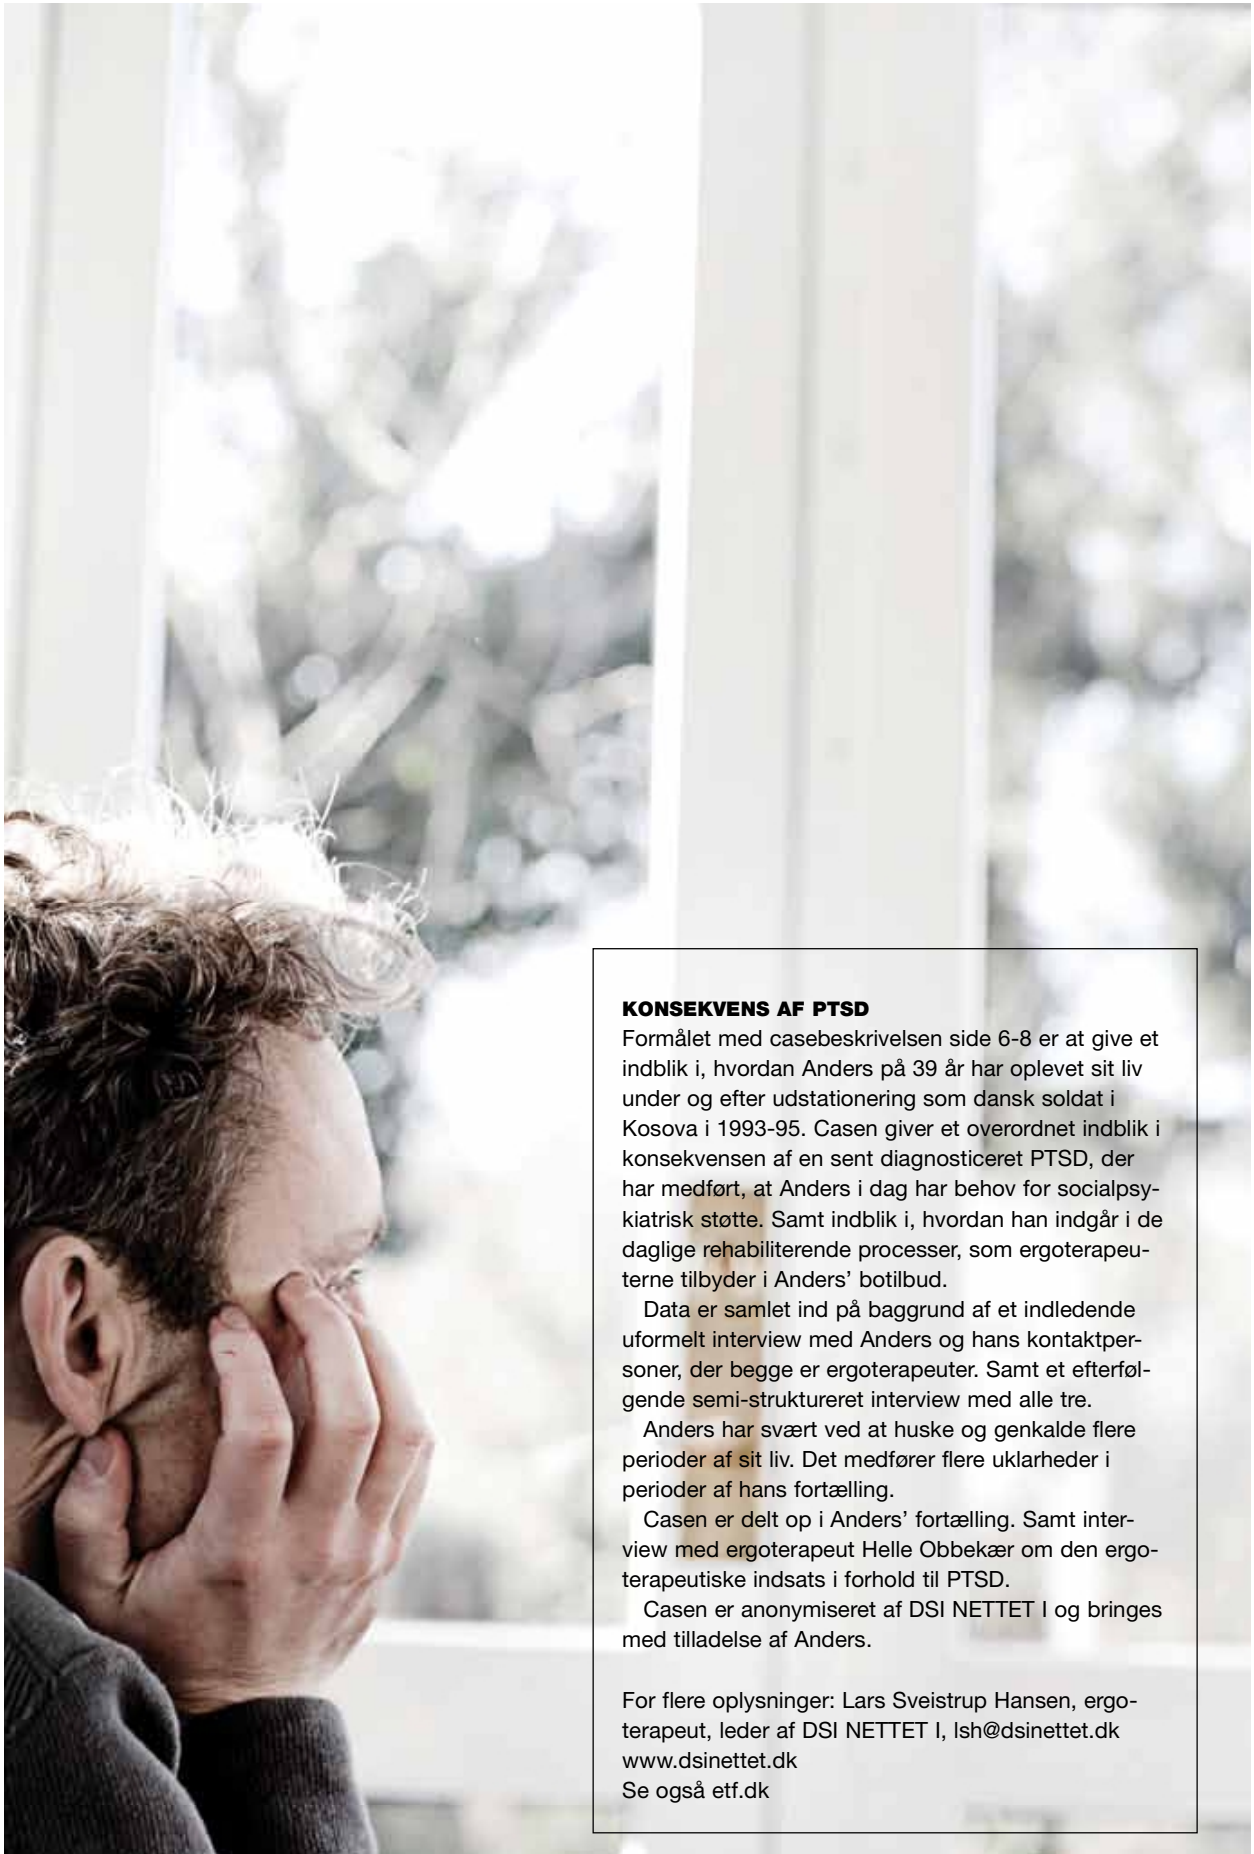 KONSEKVENS AF PTSD
Formålet med casebeskrivelsen side 6-8 er at give et
indblik i, hvordan Anders på 39 år har oplevet sit liv
under og efter udstationering som dansk soldat i
Kosova i 1993-95. Casen giver et overordnet indblik i
konsekvensen af en sent diagnosticeret PTSD, der
har medført, at Anders i dag har behov for socialpsy-
kiatrisk støtte. Samt indblik i, hvordan han indgår i de
daglige rehabiliterende processer, som ergoterapeu-
terne tilbyder i Anders’ botilbud.
Data er samlet ind på baggrund af et indledende
uformelt interview med Anders og hans kontaktper-
soner, der begge er ergoterapeuter. Samt et efterføl-
gende semi-struktureret interview med alle tre.
Anders har svært ved at huske og genkalde flere
perioder af sit liv. Det medfører flere uklarheder i
perioder af hans fortælling.
Casen er delt op i Anders’ fortælling. Samt inter-
view med ergoterapeut Helle Obbekær om den ergo-
terapeutiske indsats i forhold til PTSD.
Casen er anonymiseret af DSI NETTET I og bringes
med tilladelse af Anders.
For flere oplysninger: Lars Sveistrup Hansen, ergo-
terapeut, leder af DSI NETTET I, lsh@dsinettet.dk
www.dsinettet.dk
Se også etf.dk